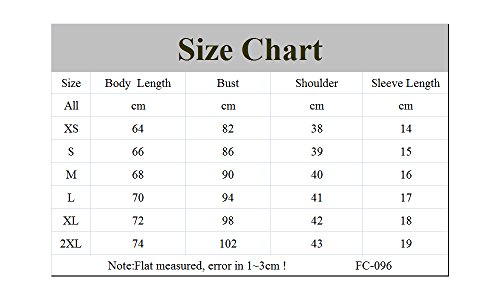 Size Chart
Size Body Length Bust Shoulder Sleeve Length
All cm cm cm cm
XS 64 82 38 14
S 66 86 39 15
M 68 90 40 16
L 70 94 41 17
XL 72 98 42 18
2XL 74 102 43 19
Note:Flat measured, error in 1~3cm ! FC-096